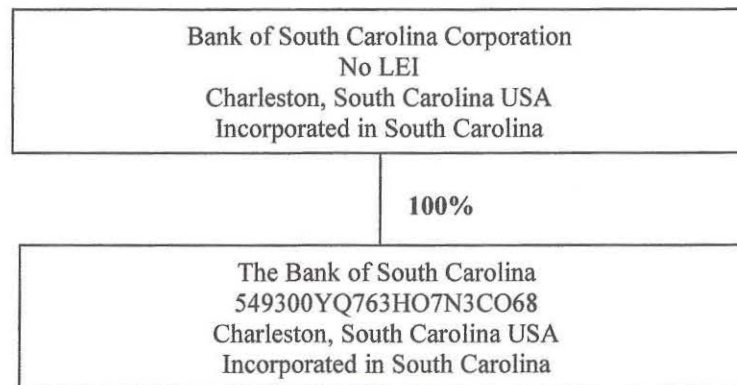 Bank of South Carolina Corporation
No LEI
Charleston, South Carolina USA
Incorporated in South Carolina
100%
The Bank of South Carolina
549300YQ763HO7N3CO68
Charleston, South Carolina USA
Incorporated in South Carolina